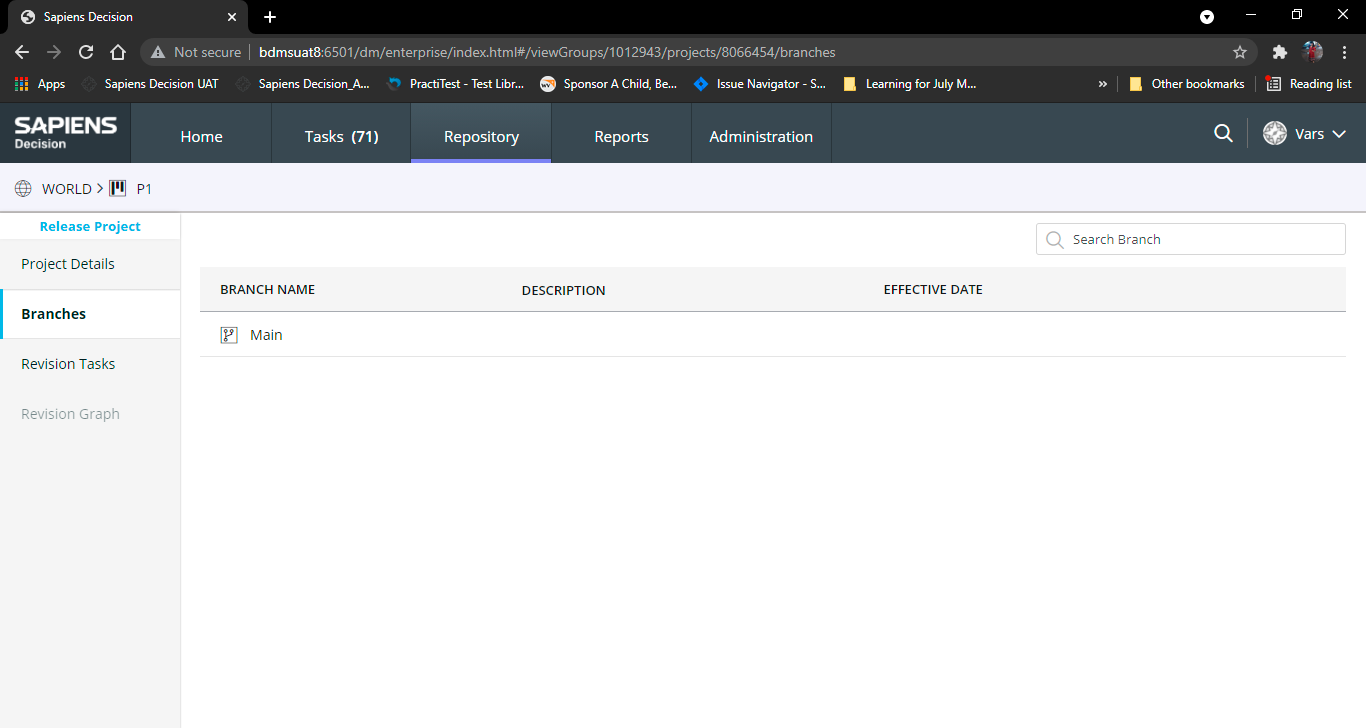 Sapiens Decision
Not secure bdmsuat8:6501/dm/enterprise/index.html#/viewGroups/1012943/projects/8066454/branches
Apps Sapiens Decision UAT Sapiens Decision_A... PractiTest - Test Libr... Sponsor A Child, Be... Issue Navigator - S... Learning for July M... » Other bookmarks Reading list
SAPIENS
Decision
Home Tasks (71) Repository Reports Administration Vars
WORLD > P1
Release Project
Search Branch
Project Details
BRANCH NAME DESCRIPTION EFFECTIVE DATE
Branches
Main
Revision Tasks
Revision Graph